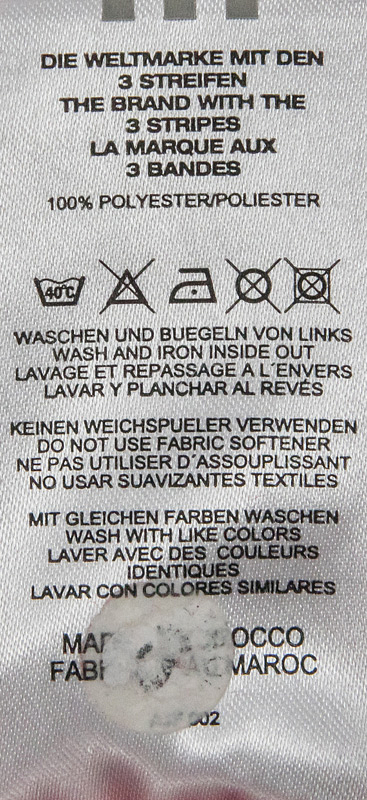 DIE WELTMARKE MIT DEN
3 STREIFEN
THE BRAND WITH THE
3 STRIPES
LA MARQUE AUX
3 BANDES
100% POLYESTER/POLIESTER
40°C
WASCHEN UND BUEGELN VON LINKS
WASH AND IRON INSIDE OUT
LAVAGE ET REPASSAGE A L´ENVERS
LAVAR Y PLANCHAR AL REVÉS
KEINEN WEICHSPUELER VERWENDEN
DO NOT USE FABRIC SOFTENER
NE PAS UTILISER D´ASSOUPLISSANT
NO USAR SUAVIZANTES TEXTILES
MIT GLEICHEN FARBEN WASCHEN
WASH WITH LIKE COLORS
LAVER AVEC DES COULEURS
IDENTIQUES
LAVAR CON COLORES SIMILARES
MAROC